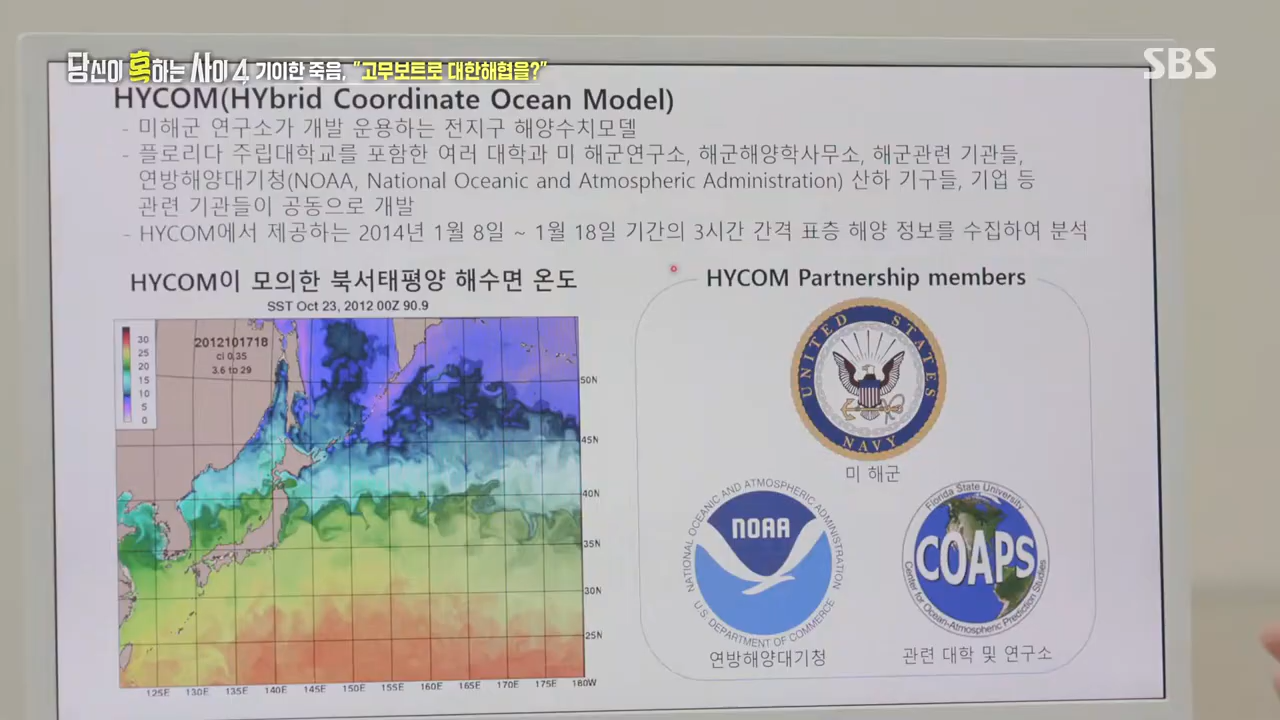 당신이 혹하는 사이 4 기이한 죽음, "고무보트로 대한해협을?"
SBS
HYCOM(HYbrid Coordinate Ocean Model)
- 미해군 연구소가 개발 운용하는 전지구 해양수치모델
- 플로리다 주립대학교를 포함한 여러 대학과 미 해군연구소, 해군해양학사무소, 해군관련 기관들,
연방해양대기청(NOAA, National Oceanic and Atmospheric Administration) 산하 기구들, 기업 등
관련 기관들이 공동으로 개발
- HYCOM에서 제공하는 2014년 1월 8일 ~ 1월 18일 기간의 3시간 간격 표층 해양 정보를 수집하여 분석
HYCOM이 모의한 북서태평양 해수면 온도
SST Oct 23, 2012 00Z 90.9
2012101718
ci 0.35
3.6 to 29
30
25
20
15
10
5
0
50N
45N
40N
35N
30N
25N
125E 130E 135E 140E 145E 150E 155E 160E 165E 170E 175E 180W
HYCOM Partnership members
UNITED STATES
NAVY
미 해군
NATIONAL OCEANIC AND ATMOSPHERIC ADMINISTRATION
NOAA
U.S. DEPARTMENT OF COMMERCE
연방해양대기청
Florida State University
COAPS
Center for Ocean-Atmospheric Prediction Studies
관련 대학 및 연구소